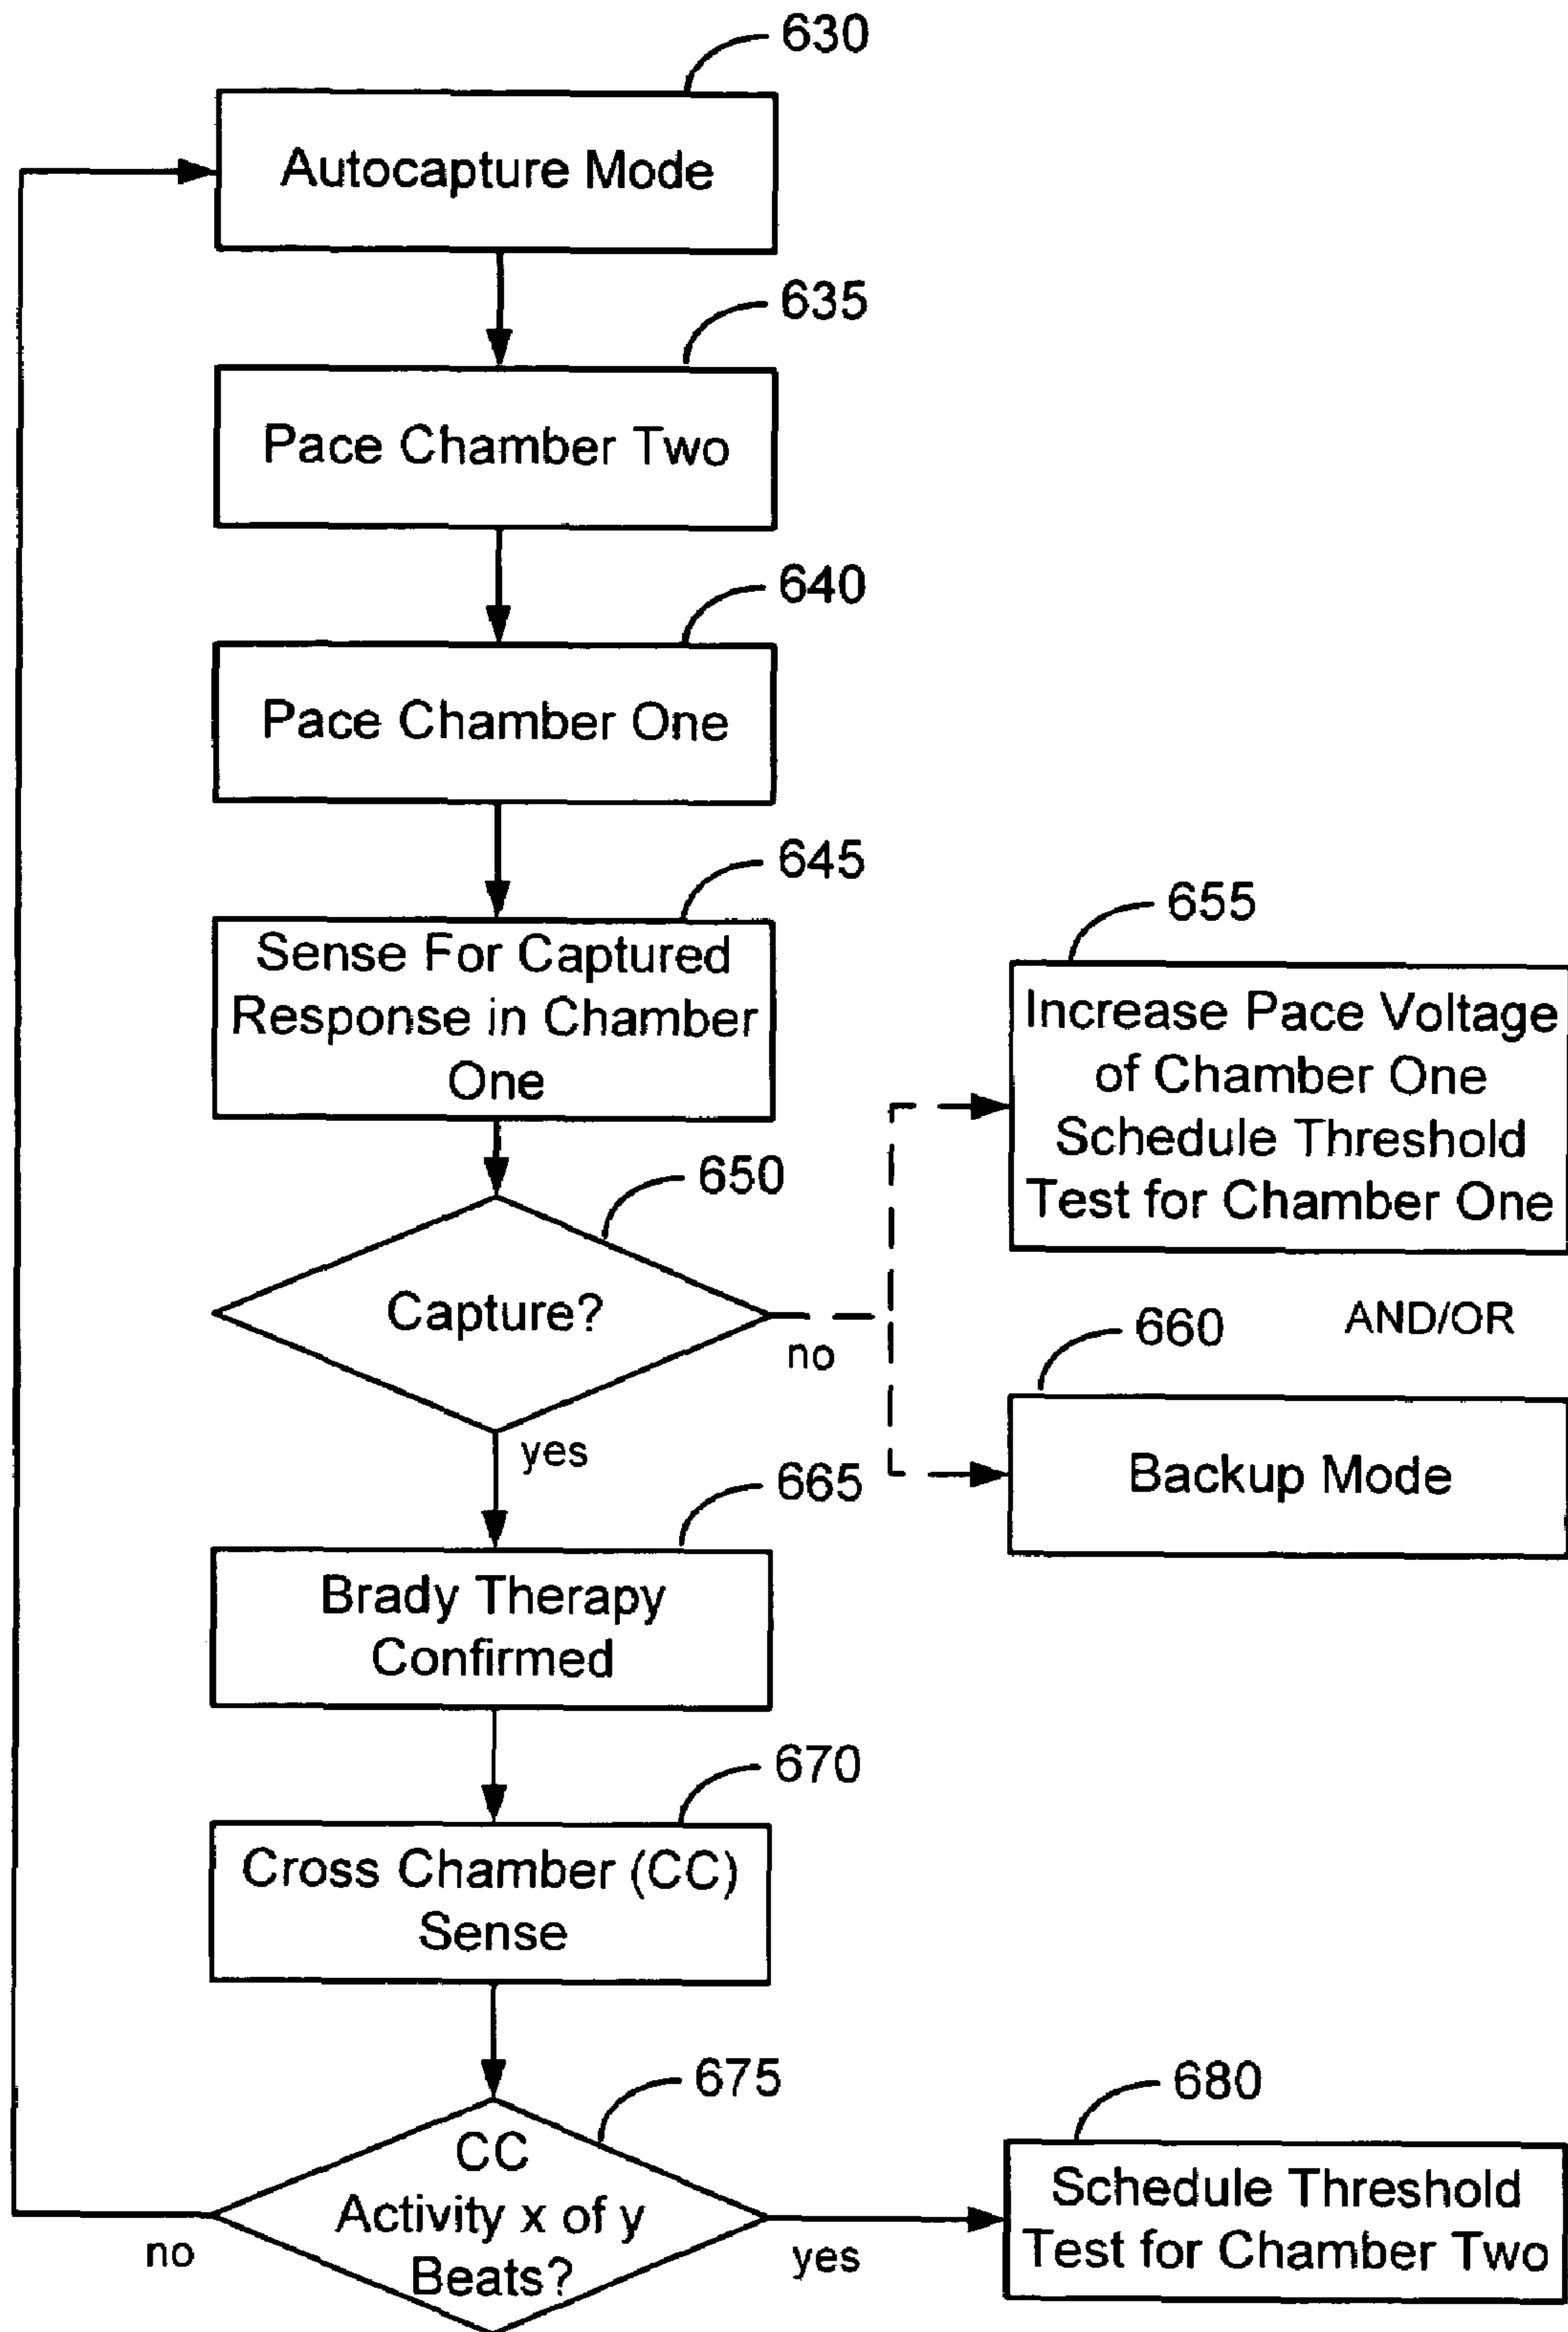 630
Autocapture Mode
635
Pace Chamber Two
640
Pace Chamber One
645
Sense For Captured
Response in Chamber
One
650
Capture?
no
yes
655
Increase Pace Voltage
of Chamber One
Schedule Threshold
Test for Chamber One
AND/OR
660
Backup Mode
665
Brady Therapy
Confirmed
670
Cross Chamber (CC)
Sense
675
CC
Activity x of y
Beats?
no
yes
680
Schedule Threshold
Test for Chamber Two